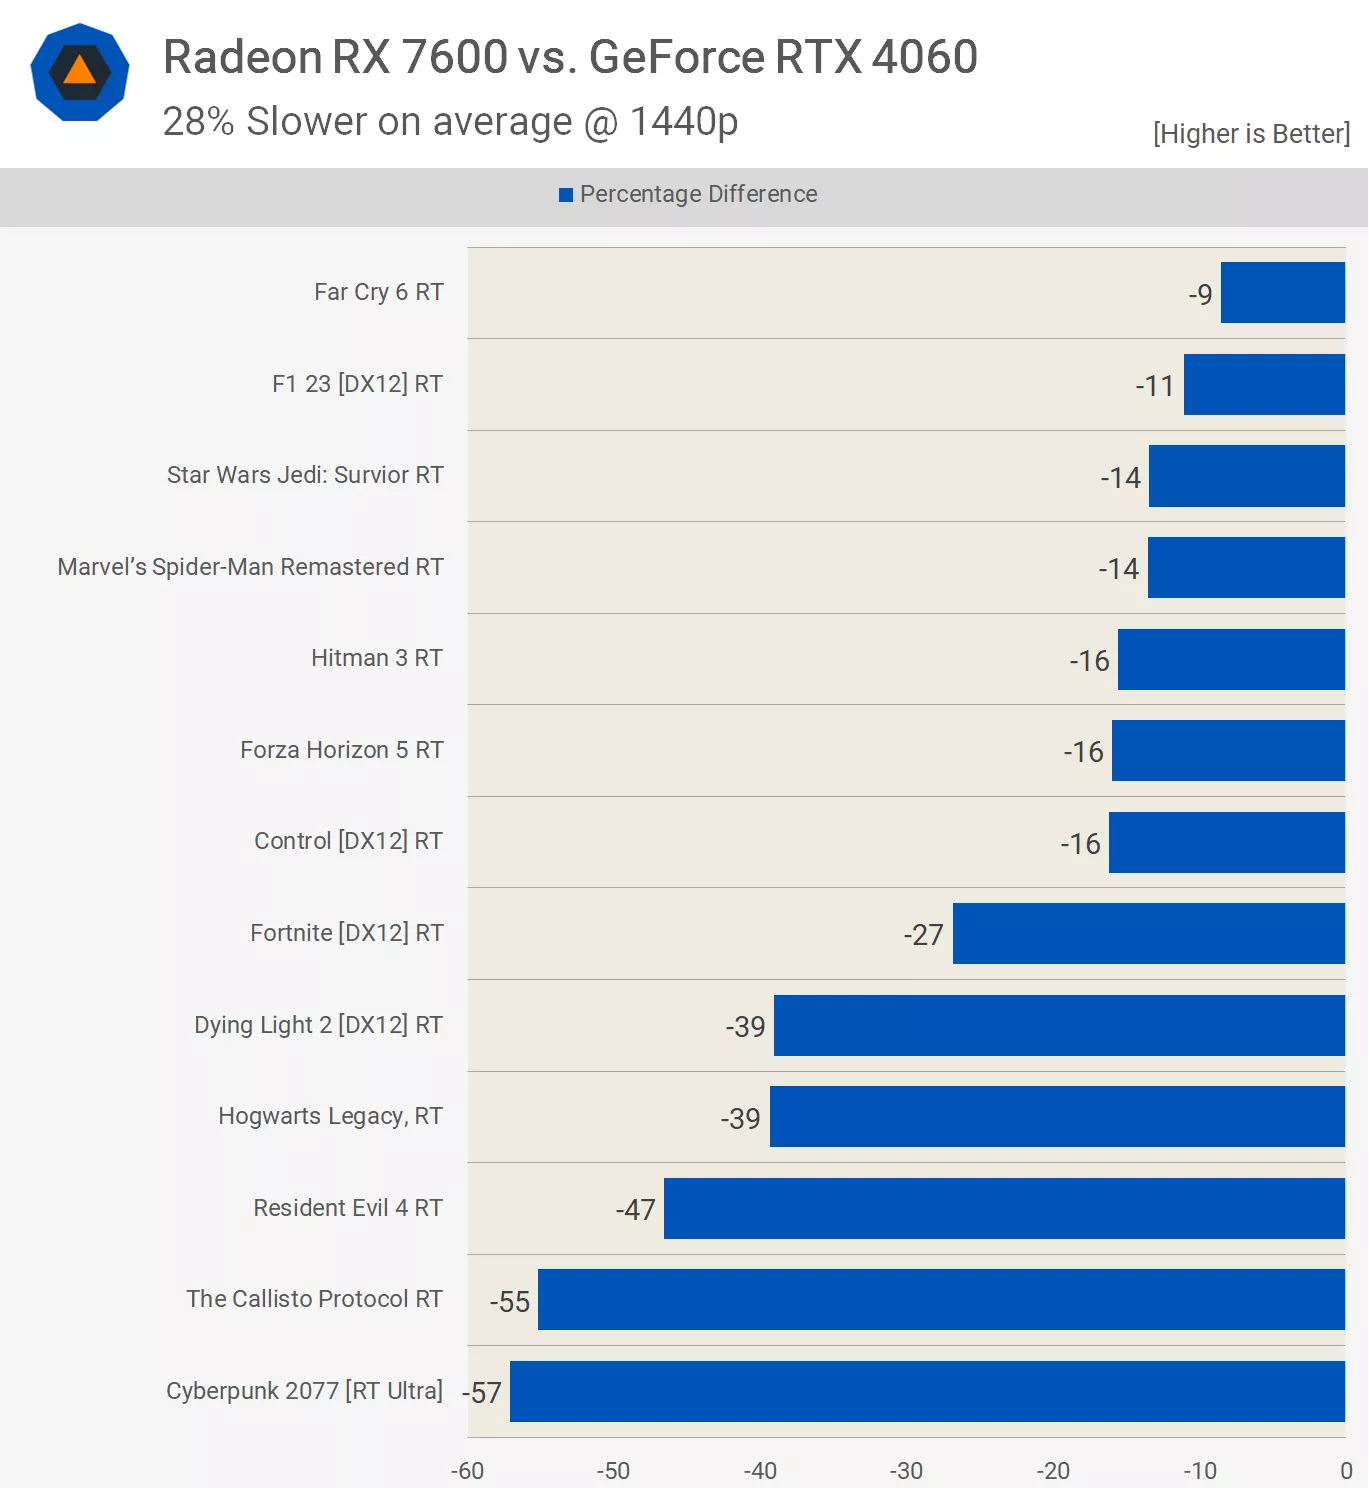 Radeon RX 7600 vs. GeForce RTX 4060
28% Slower on average @ 1440p
[Higher is Better]
Percentage Difference
Far Cry 6 RT -9
F1 23 [DX12] RT -11
Star Wars Jedi: Survior RT -14
Marvel’s Spider-Man Remastered RT -14
Hitman 3 RT -16
Forza Horizon 5 RT -16
Control [DX12] RT -16
Fortnite [DX12] RT -27
Dying Light 2 [DX12] RT -39
Hogwarts Legacy, RT -39
Resident Evil 4 RT -47
The Callisto Protocol RT -55
Cyberpunk 2077 [RT Ultra] -57
-60 -50 -40 -30 -20 -10 0